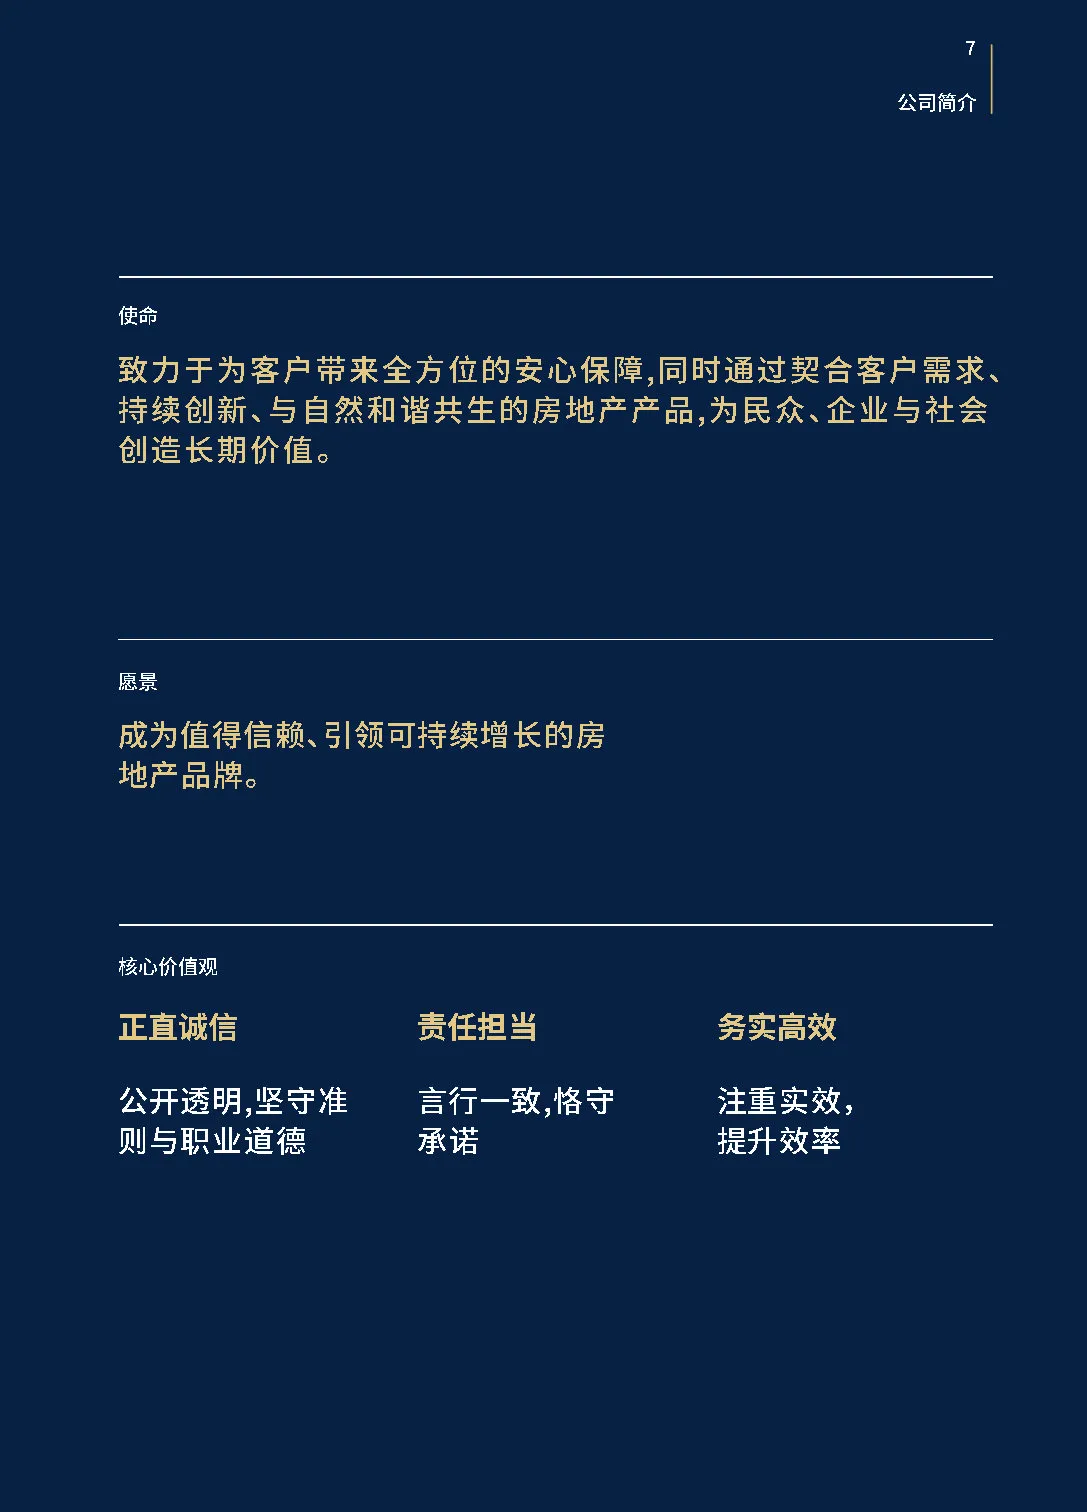 7
公司简介
使命
致力于为客户带来全方位的安心保障,同时通过契合客户需求、
持续创新、与自然和谐共生的房地产产品,为民众、企业与社会
创造长期价值。
愿景
成为值得信赖、引领可持续增长的房
地产品牌。
核心价值观
正直诚信
公开透明,坚守准
则与职业道德
责任担当
言行一致,恪守
承诺
务实高效
注重实效，
提升效率